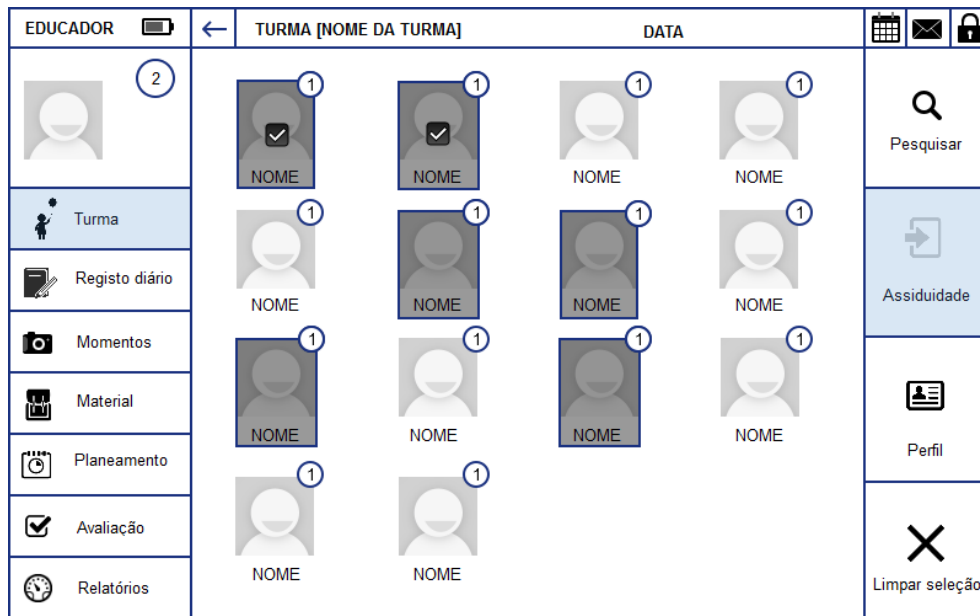 EDUCADOR
TURMA [NOME DA TURMA]
DATA
2
Turma
Registo diário
Momentos
Material
Planeamento
Avaliação
Relatórios
1 1 1 1
NOME NOME NOME NOME
1 1 1 1
NOME NOME NOME NOME
1 1 1 1
NOME NOME NOME NOME
1 1
NOME NOME
Pesquisar
Assiduidade
Perfil
Limpar seleção